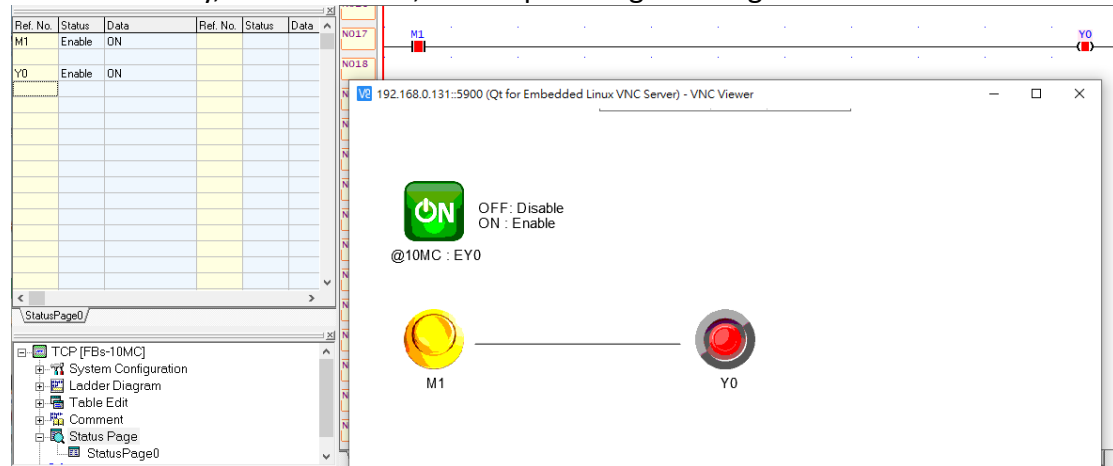 Ref. No. Status Data Ref. No. Status Data
M1 Enable ON
Y0 Enable ON
StatusPage0
TCP [FBs-10MC]
System Configuration
Ladder Diagram
Table Edit
Comment
Status Page
StatusPage0
N017
M1
Y0
N018
192.168.0.131::5900 (Qt for Embedded Linux VNC Server) - VNC Viewer
ON
OFF: Disable
ON : Enable
@10MC : EY0
M1
Y0